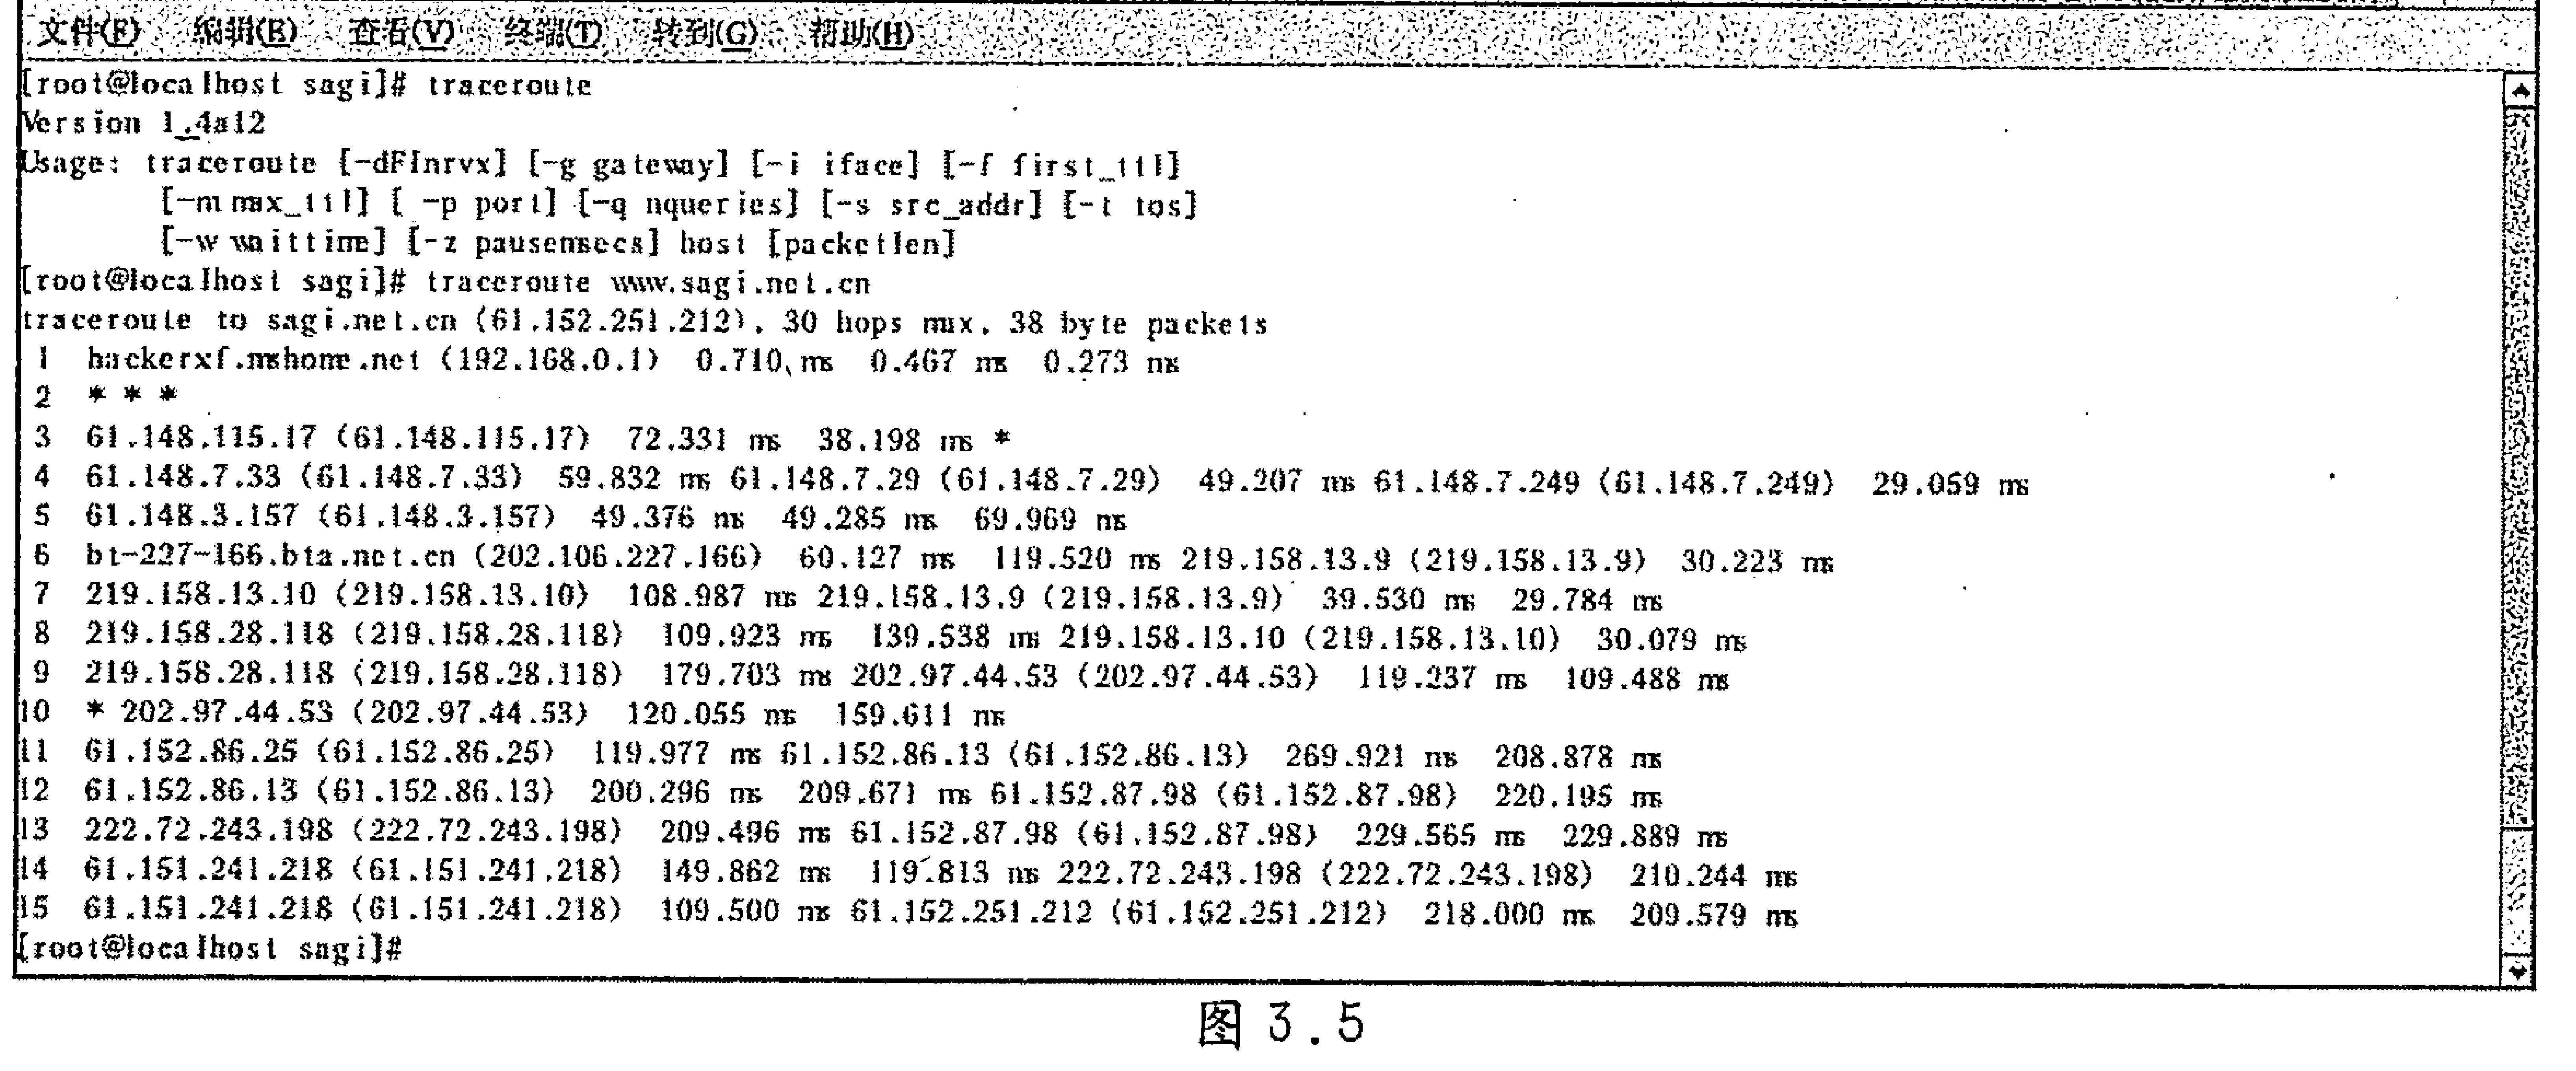 文件(F) 编辑(E) 查看(V) 终端(T) 转到(G) 帮助(H)
[root@localhost sagi]# traceroute
Version 1.4a12
Usage: traceroute [-dFInrvx] [-g gateway] [-i iface] [-f first_ttl]
[-m max_ttl] [ -p port] [-q nqueries] [-s src_addr] [-t tos]
[-w waittime] [-z pausemsecs] host [packetlen]
[root@localhost sagi]# traceroute www.sagi.net.cn
traceroute to sagi.net.cn (61.152.251.212), 30 hops max, 38 byte packets
1 hackerxf.mshome.net (192.168.0.1) 0.710 ms 0.467 ms 0.273 ms
2 * * *
3 61.148.115.17 (61.148.115.17) 72.331 ms 38.198 ms *
4 61.148.7.33 (61.148.7.33) 59.832 ms 61.148.7.29 (61.148.7.29) 49.207 ms 61.148.7.249 (61.148.7.249) 29.059 ms
5 61.148.3.157 (61.148.3.157) 49.376 ms 49.285 ms 69.969 ms
6 bt-227-166.bta.net.cn (202.106.227.166) 60.127 ms 119.520 ms 219.158.13.9 (219.158.13.9) 30.223 ms
7 219.158.13.10 (219.158.13.10) 108.987 ms 219.158.13.9 (219.158.13.9) 39.530 ms 29.784 ms
8 219.158.28.118 (219.158.28.118) 109.923 ms 139.538 ms 219.158.13.10 (219.158.13.10) 30.079 ms
9 219.158.28.118 (219.158.28.118) 179.703 ms 202.97.44.53 (202.97.44.53) 119.237 ms 109.488 ms
10 * 202.97.44.53 (202.97.44.53) 120.055 ms 159.611 ms
11 61.152.86.25 (61.152.86.25) 119.977 ms 61.152.86.13 (61.152.86.13) 269.921 ms 208.878 ms
12 61.152.86.13 (61.152.86.13) 200.296 ms 209.671 ms 61.152.87.98 (61.152.87.98) 220.195 ms
13 222.72.243.198 (222.72.243.198) 209.496 ms 61.152.87.98 (61.152.87.98) 229.565 ms 229.889 ms
14 61.151.241.218 (61.151.241.218) 149.862 ms 119.813 ms 222.72.243.198 (222.72.243.198) 210.244 ms
15 61.151.241.218 (61.151.241.218) 109.500 ms 61.152.251.212 (61.152.251.212) 218.000 ms 209.579 ms
[root@localhost sagi]#
图 3.5